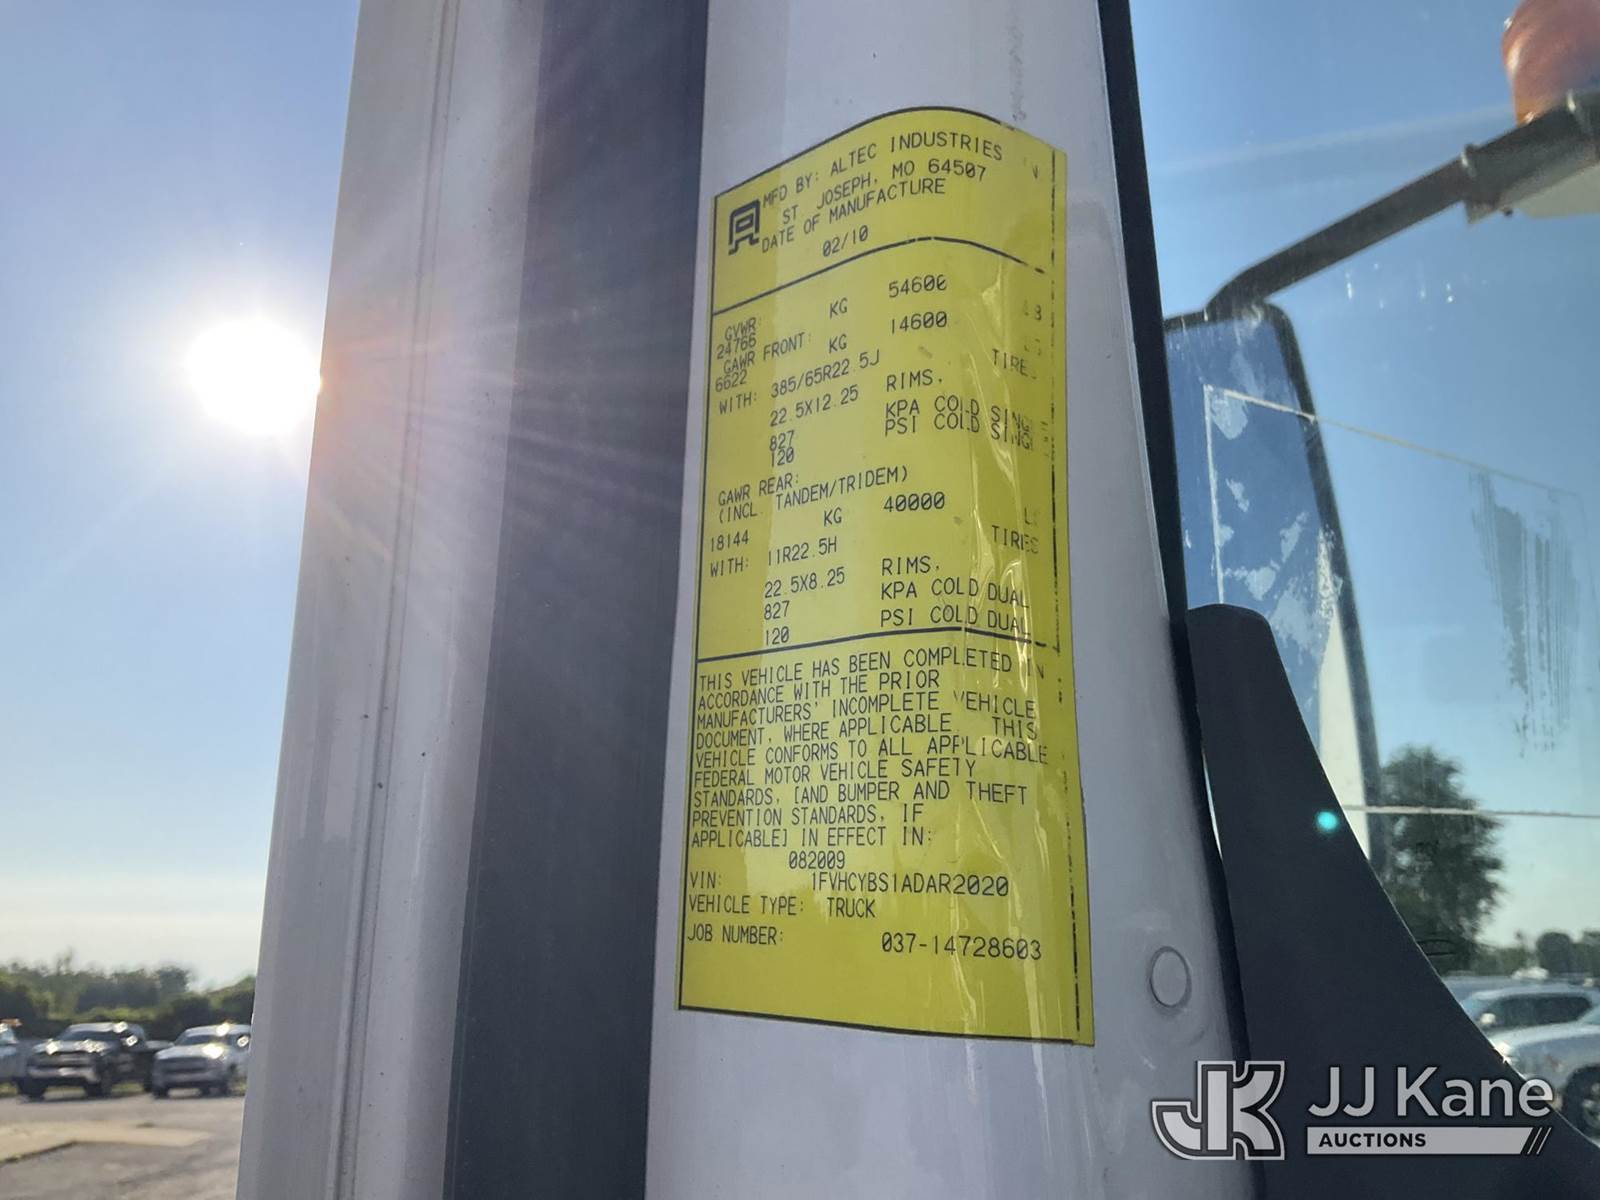 MFD BY: ALTEC INDUSTRIES
ST JOSEPH, MO 64507
DATE OF MANUFACTURE
02/10
GVWR:
24766 KG 54600
GAWR FRONT:
6622 KG 14600
WITH: 385/65R22.5J TIRES
22.5X12.25 RIMS,
827 KPA COLD SINGL
120 PSI COLD SINGL
GAWR REAR:
(INCL. TANDEM/TRIDEM)
18144 KG 40000
WITH: 11R22.5H TIRES
22.5X8.25 RIMS,
827 KPA COLD DUAL
120 PSI COLD DUAL
THIS VEHICLE HAS BEEN COMPLETED IN
ACCORDANCE WITH THE PRIOR
MANUFACTURERS' INCOMPLETE VEHICLE
DOCUMENT, WHERE APPLICABLE. THIS
VEHICLE CONFORMS TO ALL APPLICABLE
FEDERAL MOTOR VEHICLE SAFETY
STANDARDS, [AND BUMPER AND THEFT
PREVENTION STANDARDS, IF
APPLICABLE] IN EFFECT IN:
082009
VIN: 1FVHCYBS1ADAR2020
VEHICLE TYPE: TRUCK
JOB NUMBER: 037-14728603
JK JJ Kane
AUCTIONS